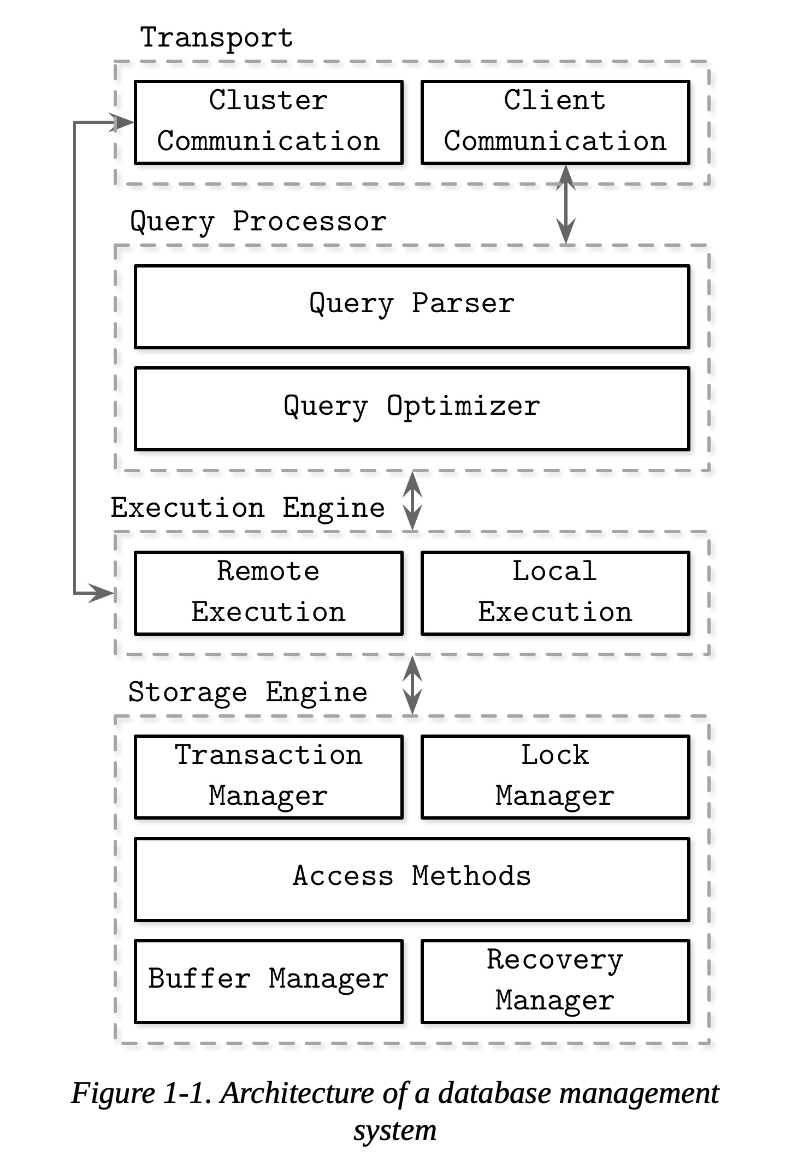 Transport
Cluster
Communication
Client
Communication
Query Processor
Query Parser
Query Optimizer
Execution Engine
Remote
Execution
Local
Execution
Storage Engine
Transaction
Manager
Lock
Manager
Access Methods
Buffer Manager
Recovery
Manager
Figure 1-1. Architecture of a database management
system